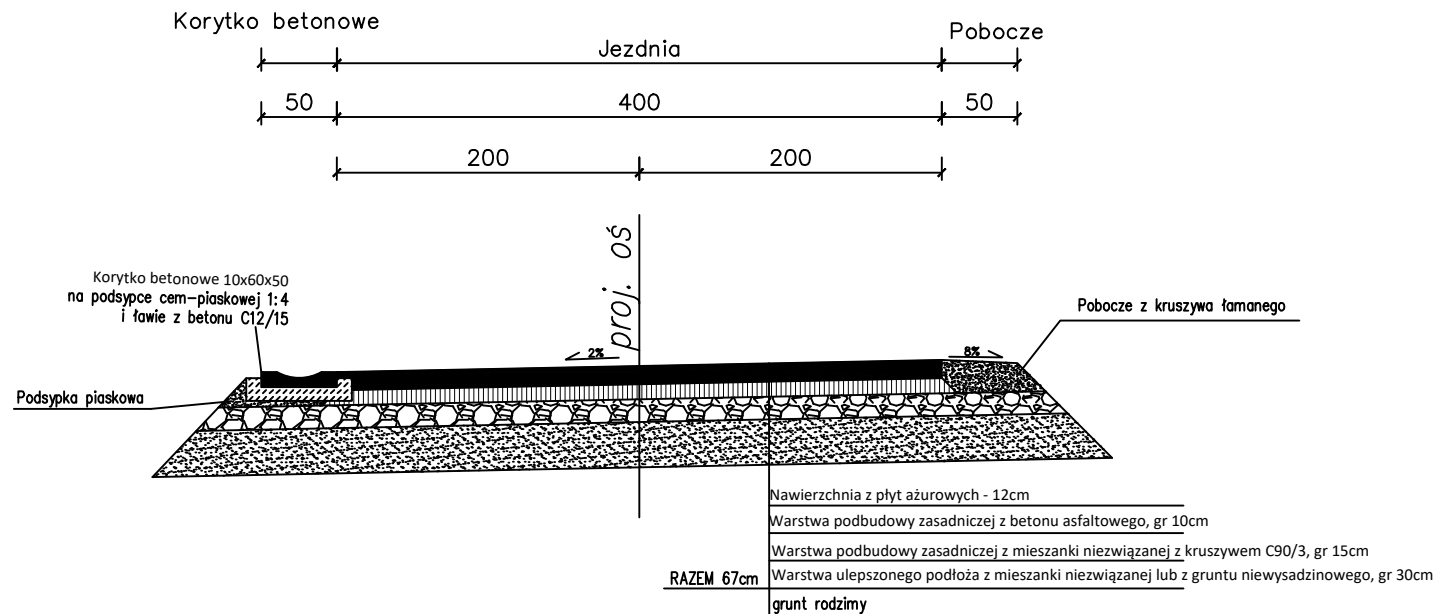 Korytko betonowe
Jezdnia
Pobocze
50
400
50
200
200
proj. oś
Korytko betonowe 10x60x50
na podsypce cem-piaskowej 1:4
i ławie z betonu C12/15
Pobocze z kruszywa łamanego
2%
8%
Podsypka piaskowa
Nawierzchnia z płyt ażurowych - 12cm
Warstwa podbudowy zasadniczej z betonu asfaltowego, gr 10cm
Warstwa podbudowy zasadniczej z mieszanki niezwiązanej z kruszywem C90/3, gr 15cm
RAZEM 67cm
Warstwa ulepszonego podłoża z mieszanki niezwiązanej lub z gruntu niewysadzinowego, gr 30cm
grunt rodzimy